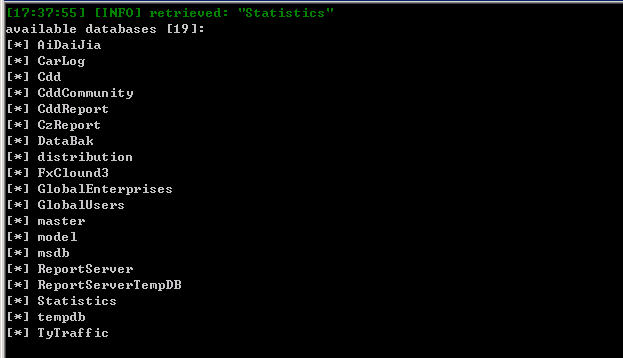 [17:37:55] [INFO] retrieved: "Statistics"
available databases [19]:
[*] AiDaiJia
[*] CarLog
[*] Cdd
[*] CddCommunity
[*] CddReport
[*] CzReport
[*] DataBak
[*] distribution
[*] FxClound3
[*] GlobalEnterprises
[*] GlobalUsers
[*] master
[*] model
[*] msdb
[*] ReportServer
[*] ReportServerTempDB
[*] Statistics
[*] tempdb
[*] TyTraffic